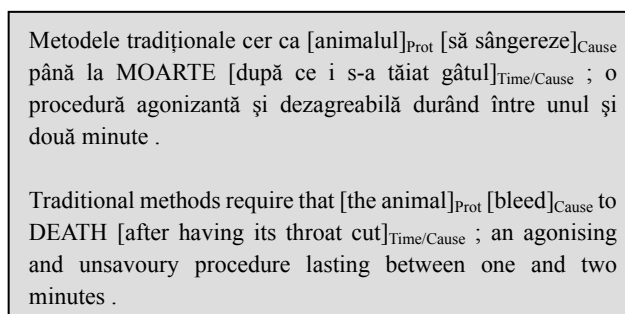 Metodele tradiționale cer ca [animalul]Prot [să sângereze]Cause
până la MOARTE [după ce i s-a tăiat gâtul]Time/Cause ; o
procedură agonizantă şi dezagreabilă durând între unul şi
două minute .
Traditional methods require that [the animal]Prot [bleed]Cause to
DEATH [after having its throat cut]Time/Cause ; an agonising
and unsavoury procedure lasting between one and two
minutes .